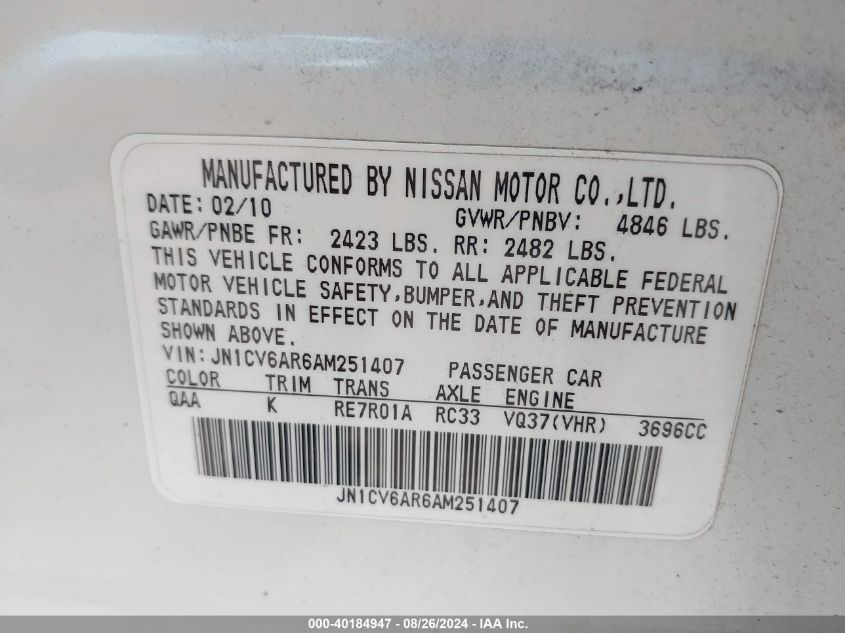 MANUFACTURED BY NISSAN MOTOR CO.,LTD.
DATE: 02/10 GVWR/PNBV: 4846 LBS.
GAWR/PNBE FR: 2423 LBS. RR: 2482 LBS.
THIS VEHICLE CONFORMS TO ALL APPLICABLE FEDERAL
MOTOR VEHICLE SAFETY,BUMPER,AND THEFT PREVENTION
STANDARDS IN EFFECT ON THE DATE OF MANUFACTURE
SHOWN ABOVE.
VIN: JN1CV6AR6AM251407 PASSENGER CAR
COLOR TRIM TRANS AXLE ENGINE
QAA K RE7R01A RC33 VQ37(VHR) 3696CC
JN1CV6AR6AM251407
000-40184947 - 08/26/2024 - IAA Inc.